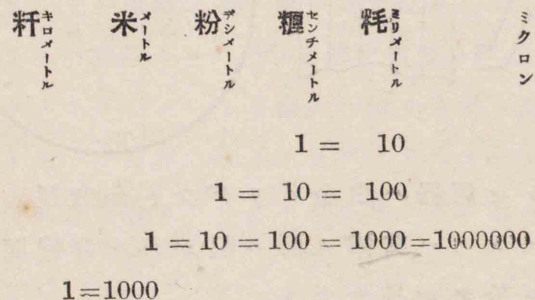 粁キロメートル 米メートル 粉デシメートル 糎センチメートル 粍ミリメートル ミクロン
1 = 10
1 = 10 = 100
1 = 10 = 100 = 1000 = 1000000
1 = 1000